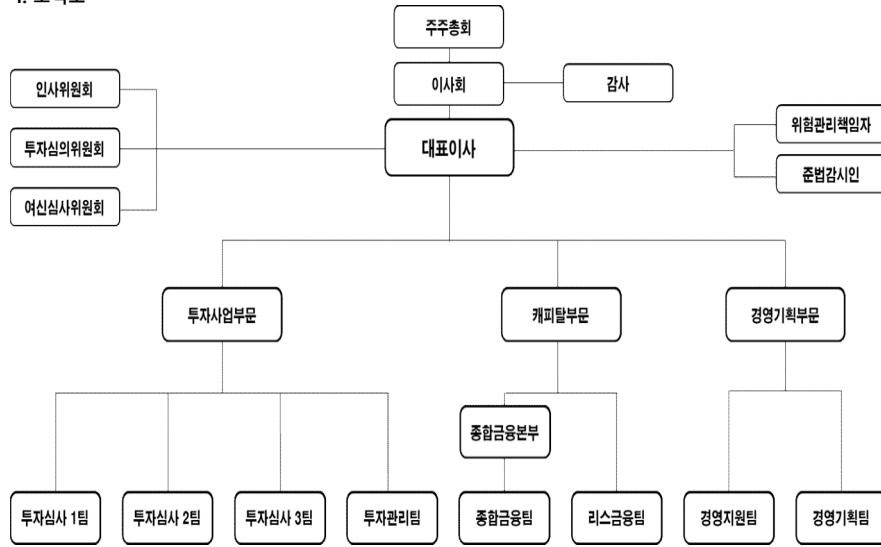 주주총회
이사회
감사
인사위원회
투자심의위원회
여신심사위원회
대표이사
위험관리책임자
준법감시인
투자사업부문
캐피탈부문
경영기획부문
종합금융본부
투자심사 1팀
투자심사 2팀
투자심사 3팀
투자관리팀
종합금융팀
리스금융팀
경영지원팀
경영기획팀